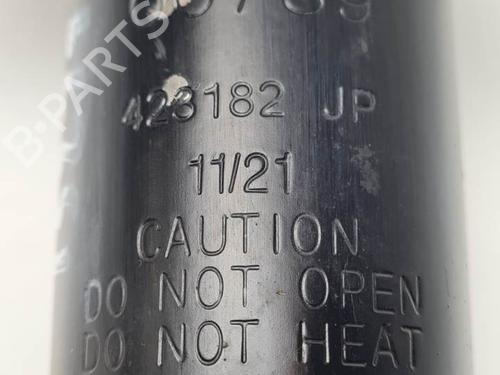 B-PARTS
423182 JP
11/21
CAUTION
DO NOT OPEN
DO NOT HEAT